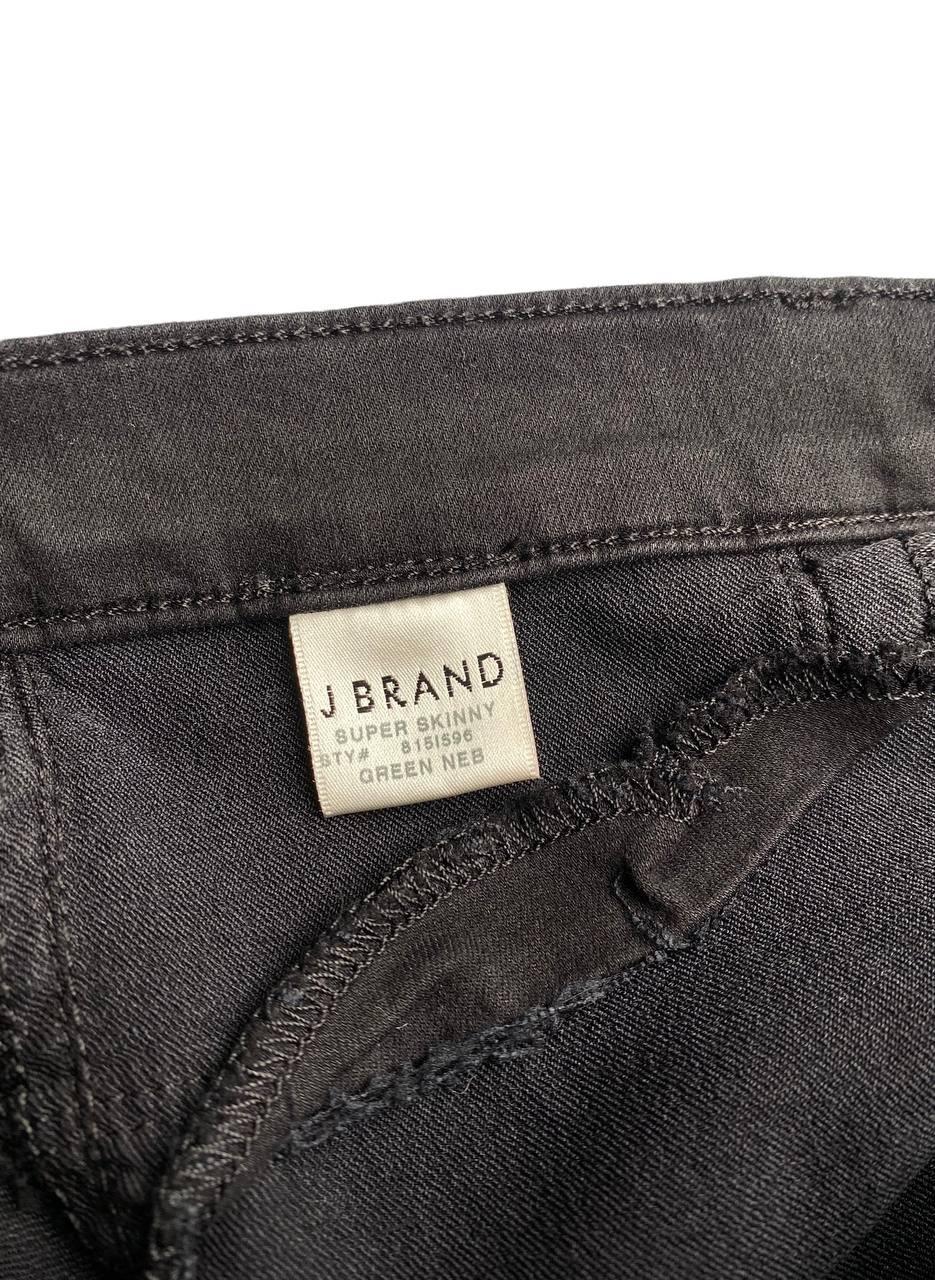 J BRAND
SUPER SKINNY
STY# 815I596
GREEN NEB